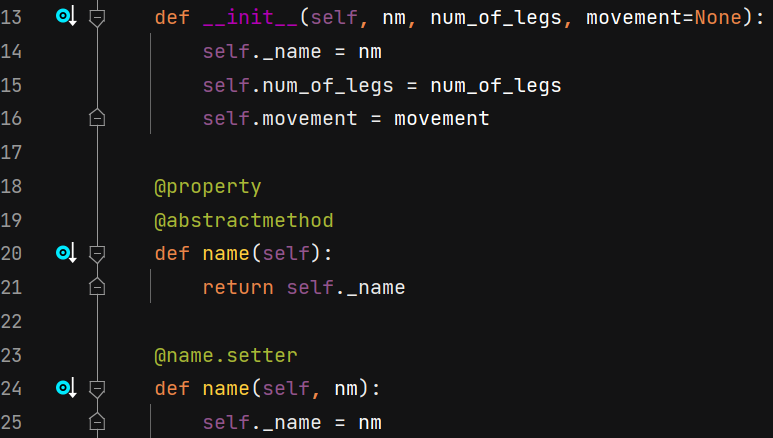 13 def __init__(self, nm, num_of_legs, movement=None):
14 self._name = nm
15 self.num_of_legs = num_of_legs
16 self.movement = movement
17
18 @property
19 @abstractmethod
20 def name(self):
21 return self._name
22
23 @name.setter
24 def name(self, nm):
25 self._name = nm